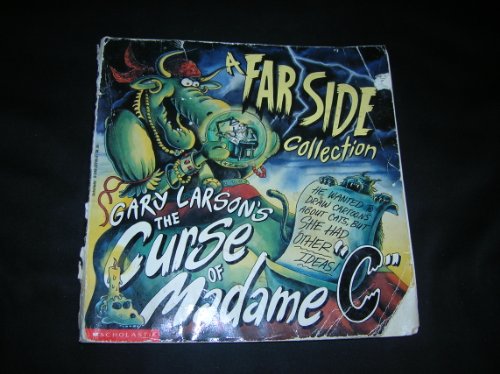 A
FAR SIDE
Collection
GARY LARSON'S
THE
Curse
OF
Madame "C"
HE WANTED TO
DRAW CARTOONS
ABOUT CATS, BUT
SHE HAD
OTHER
IDEAS
SCHOLASTIC